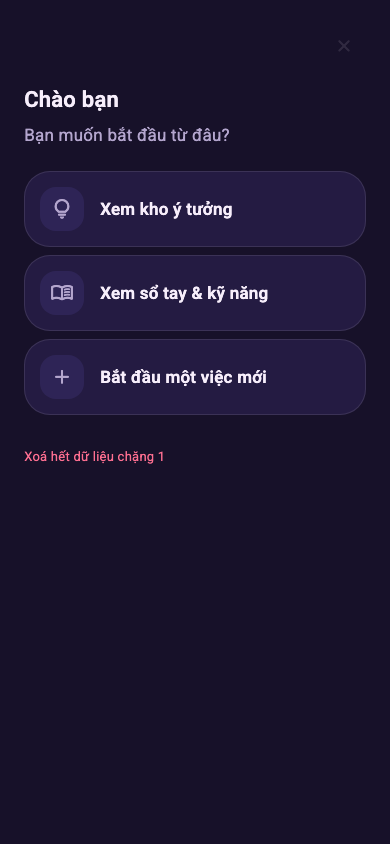 Chào bạn
Bạn muốn bắt đầu từ đâu?
Xem kho ý tưởng
Xem sổ tay & kỹ năng
Bắt đầu một việc mới
Xoá hết dữ liệu chặng 1